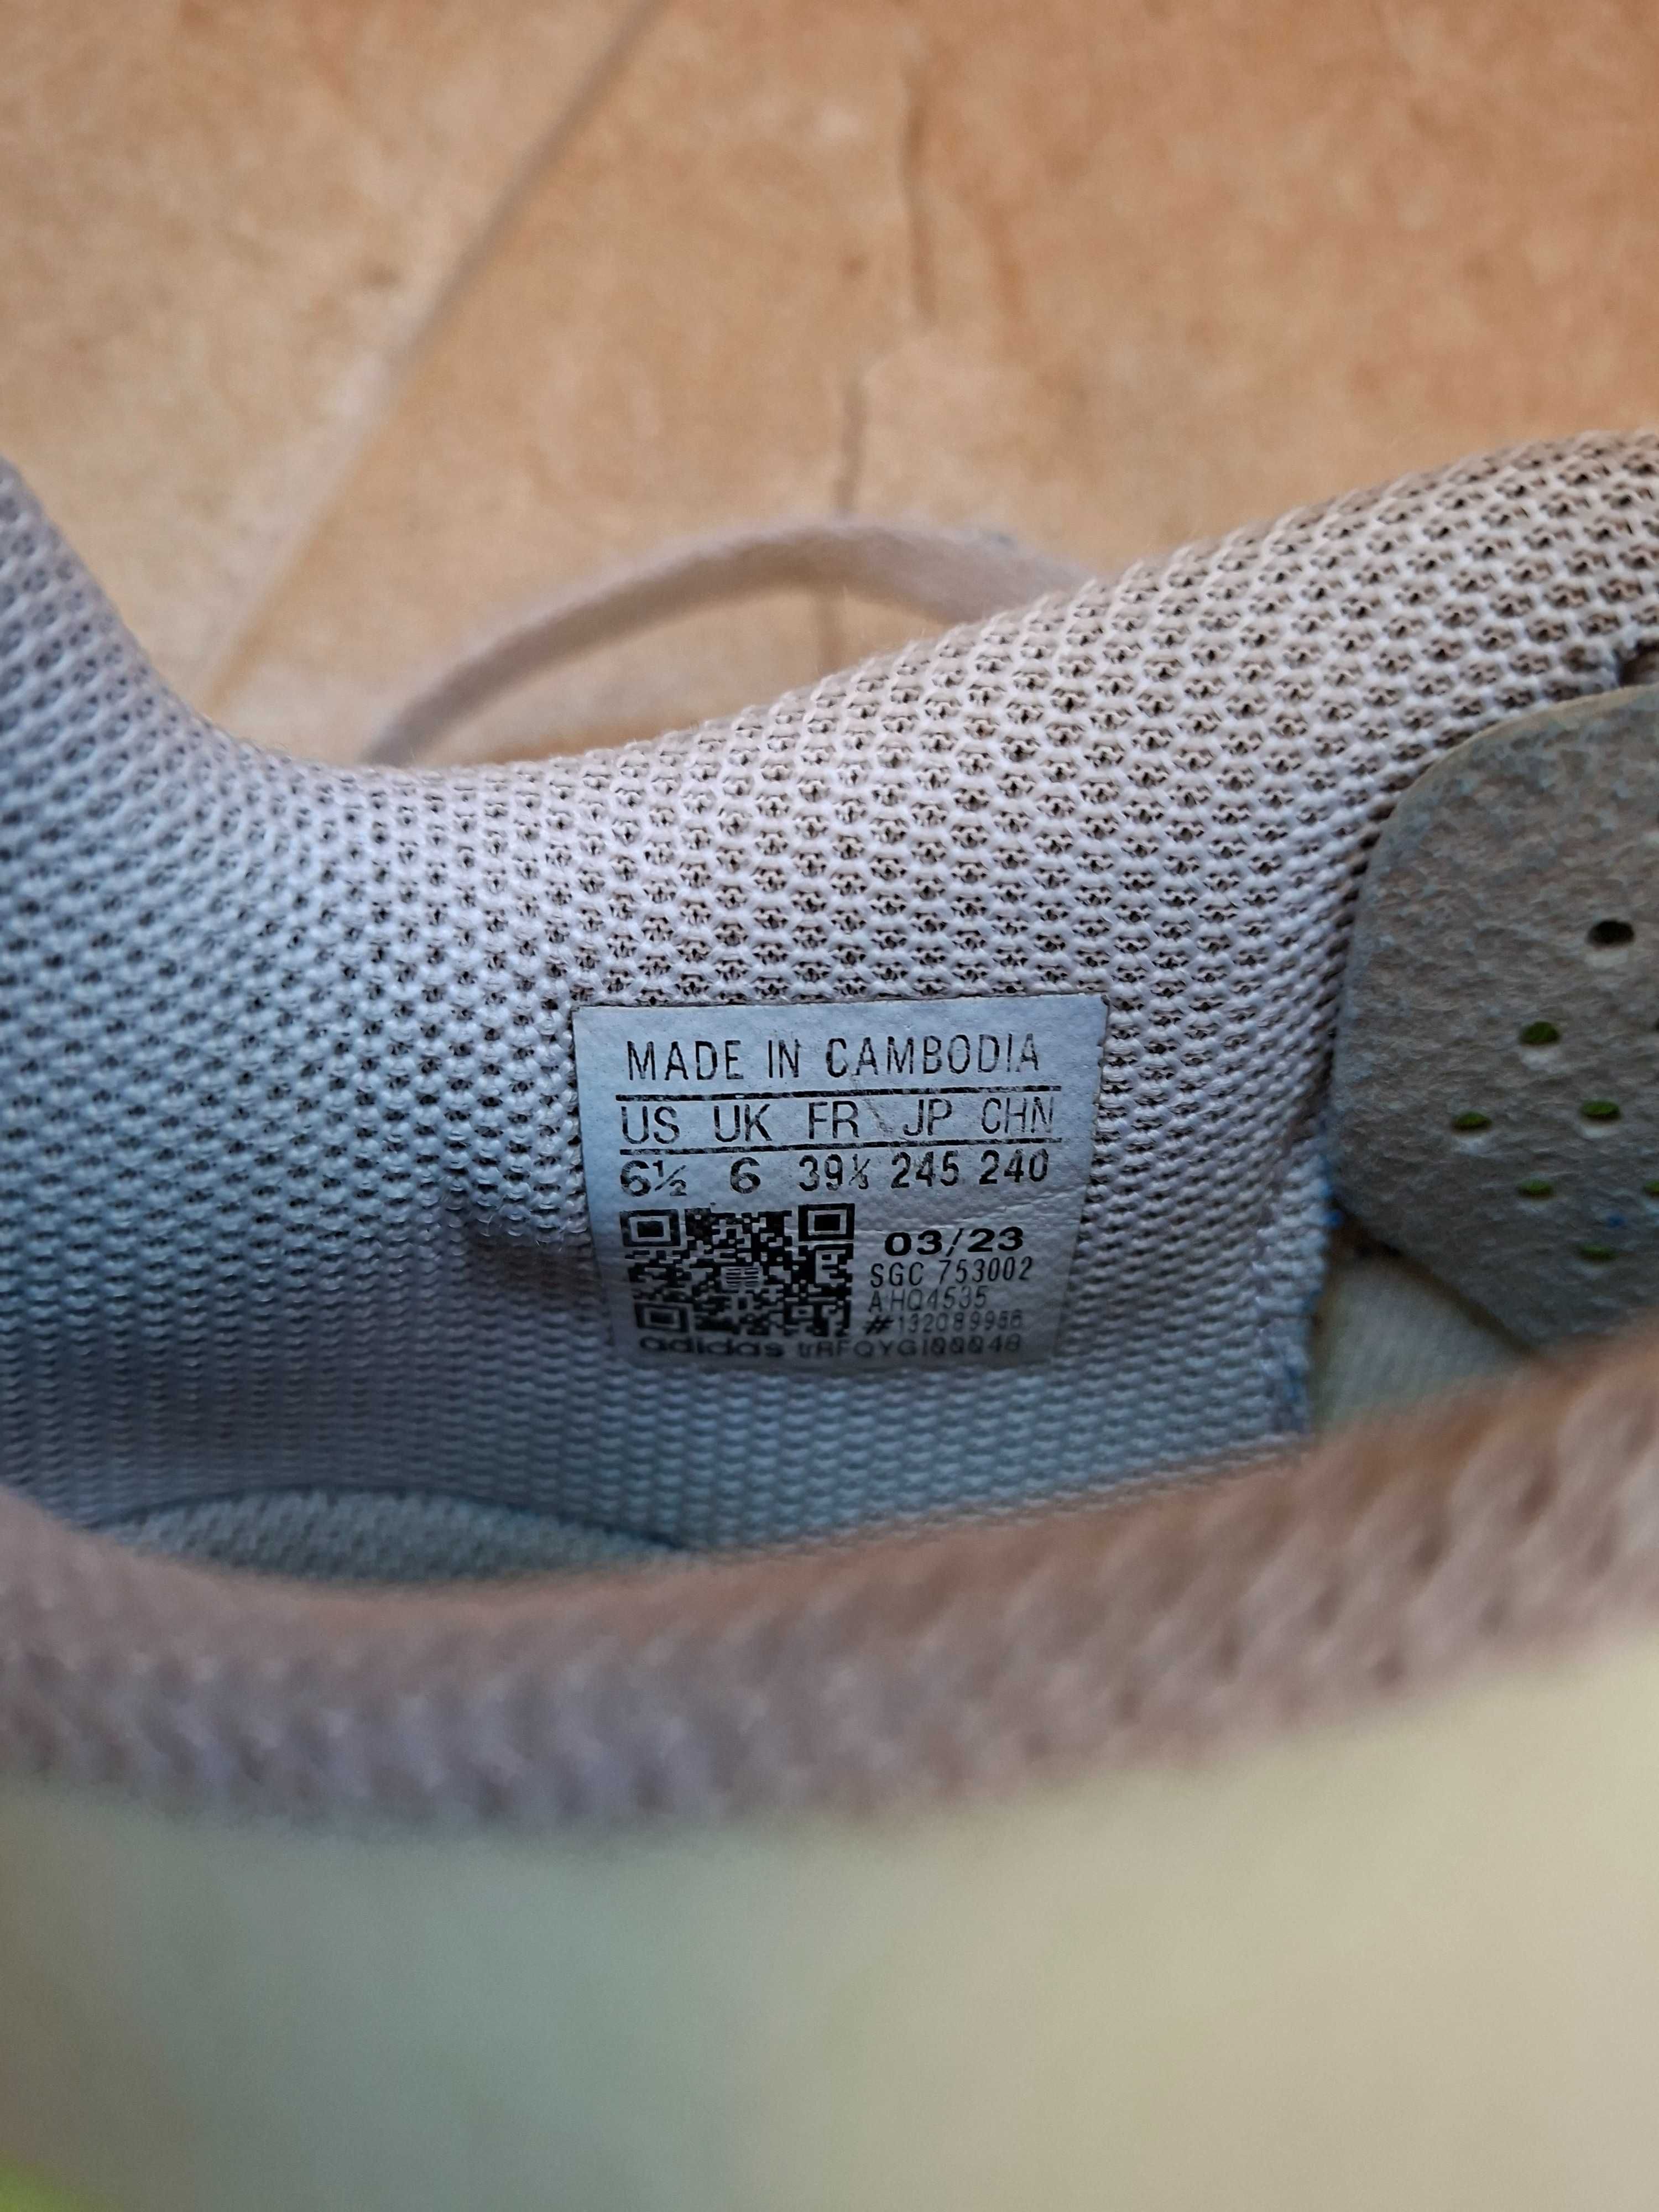 MADE IN CAMBODIA
US UK FR JP CHN
6½ 6 39⅓ 245 240
03/23
SGC 753002
A HQ4535
#132089956
adidas